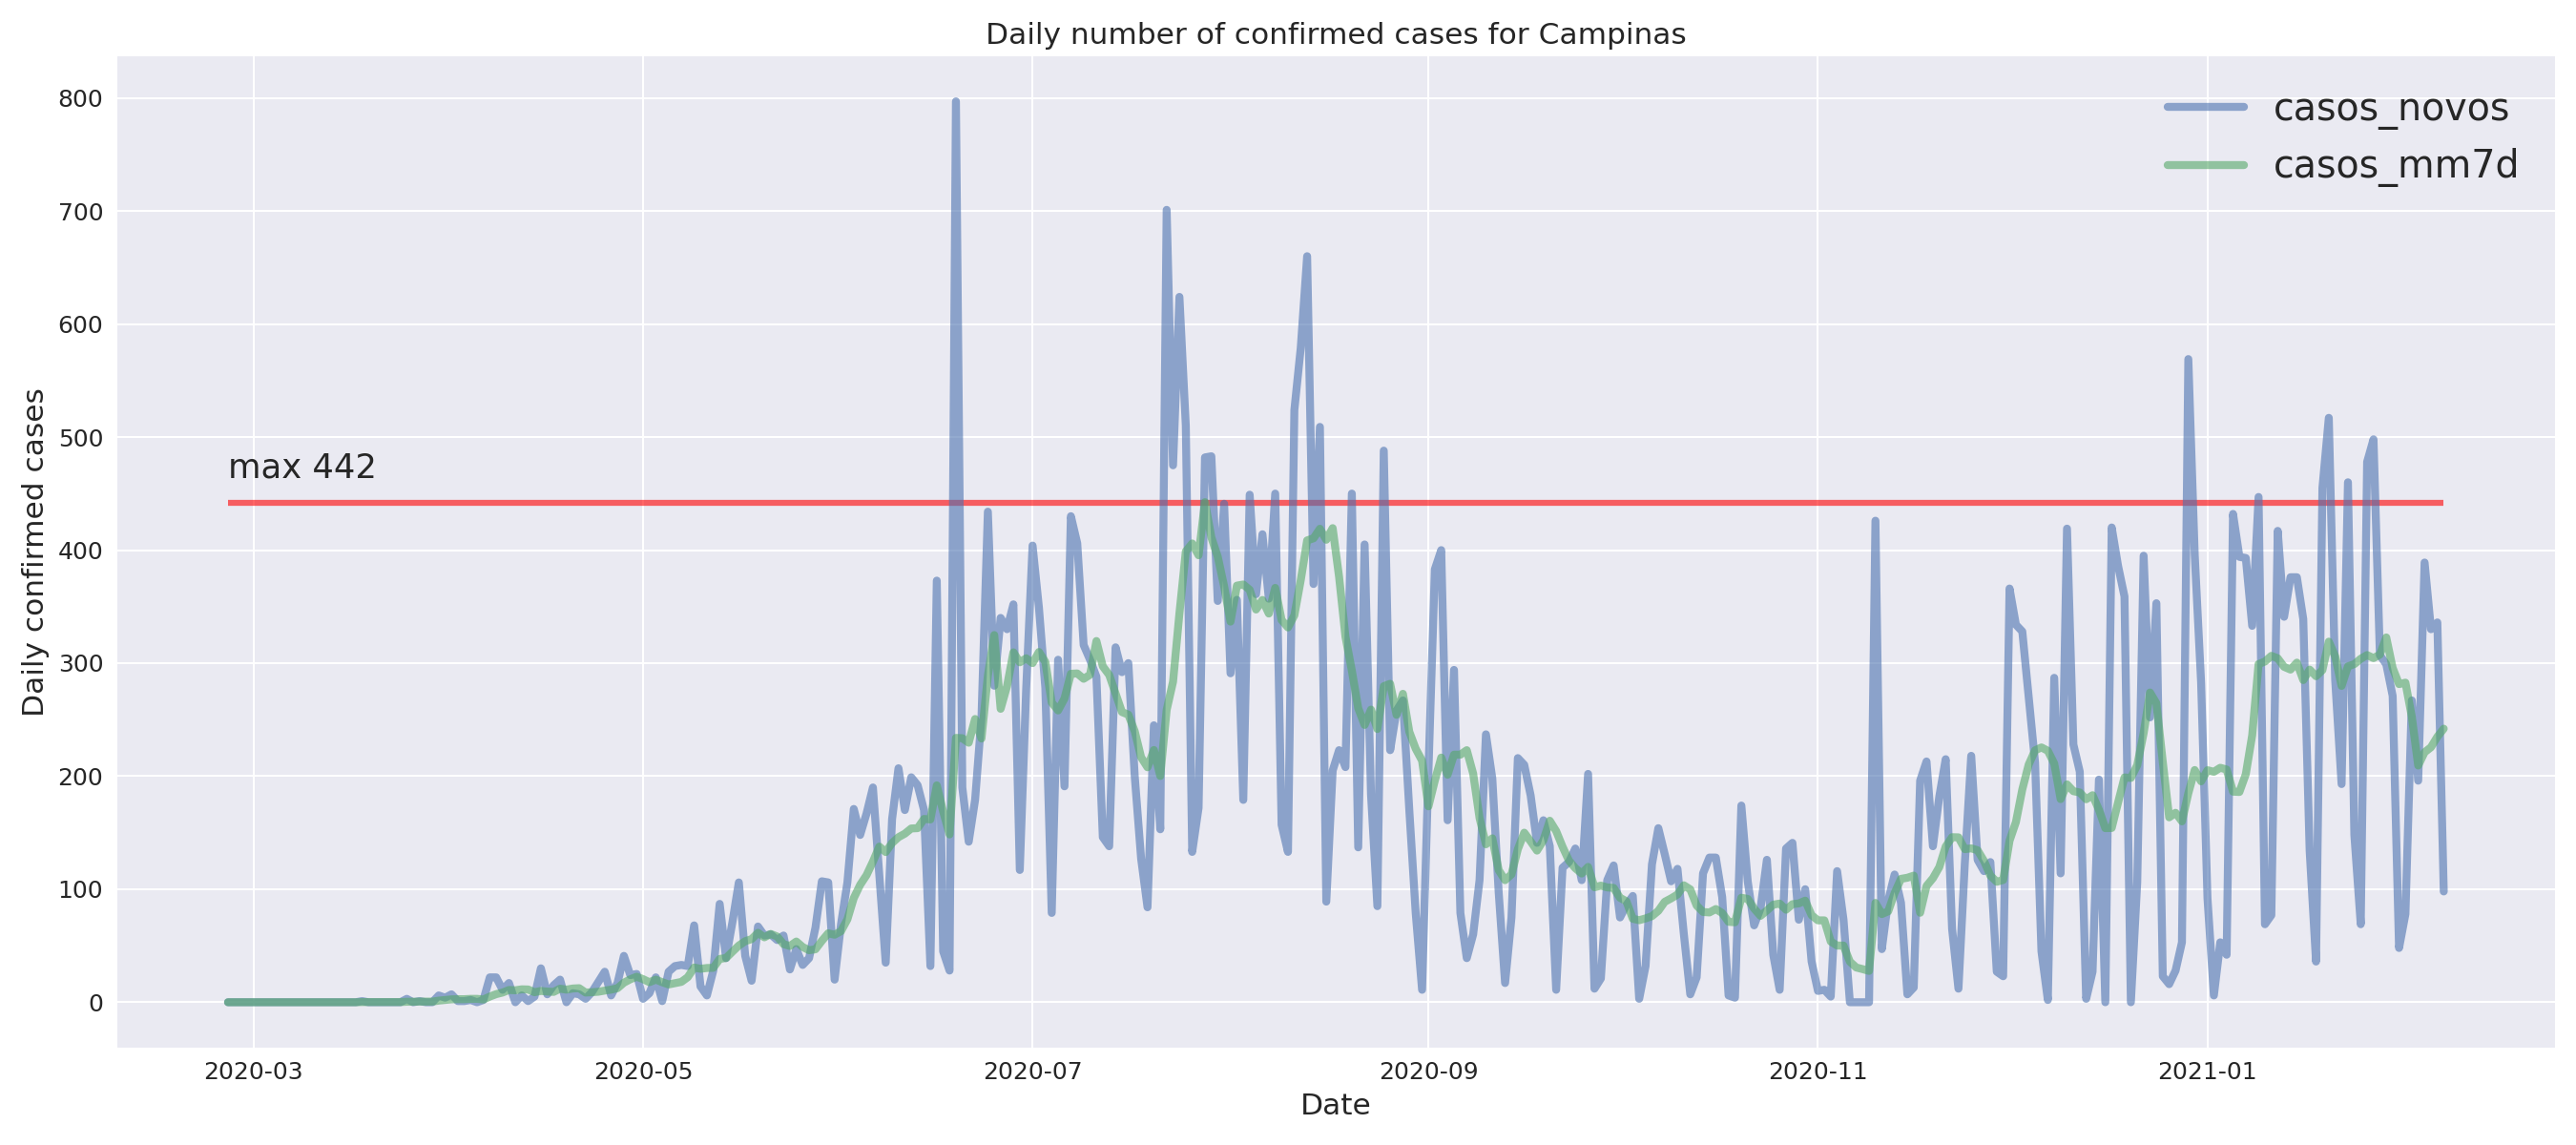 Daily number of confirmed cases for Campinas
casos_novos
casos_mm7d
800
700
600
500
400
300
200
100
0
max 442
Daily confirmed cases
2020-03 2020-05 2020-07 2020-09 2020-11 2021-01
Date